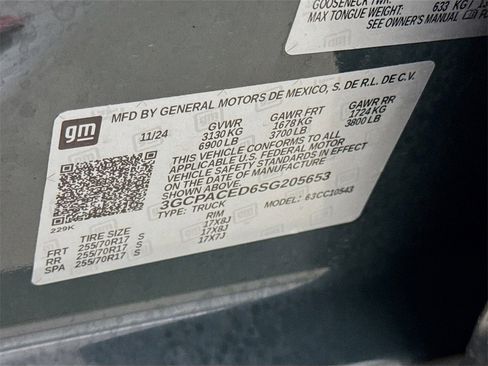 GOOSENECK TWR:
MAX TONGUE WEIGHT: 633 KG / 13
SEE OWNER'S MANUAL
gm
MFD BY GENERAL MOTORS DE MEXICO, S. DE R.L. DE C.V.
11/24 GVWR GAWR FRT GAWR RR
3130 KG 1678 KG 1724 KG
6900 LB 3700 LB 3800 LB
THIS VEHICLE CONFORMS TO ALL
APPLICABLE U.S. FEDERAL MOTOR
VEHICLE SAFETY STANDARDS IN EFFECT
ON THE DATE OF MANUFACTURE SHOWN ABOVE
3GCPACED6SG205653
TYPE: TRUCK MODEL: 63CC10543
229K
TIRE SIZE RIM
FRT 255/70R17 S 17X8J
RR 255/70R17 S 17X8J
SPA 255/70R17 S 17X7J